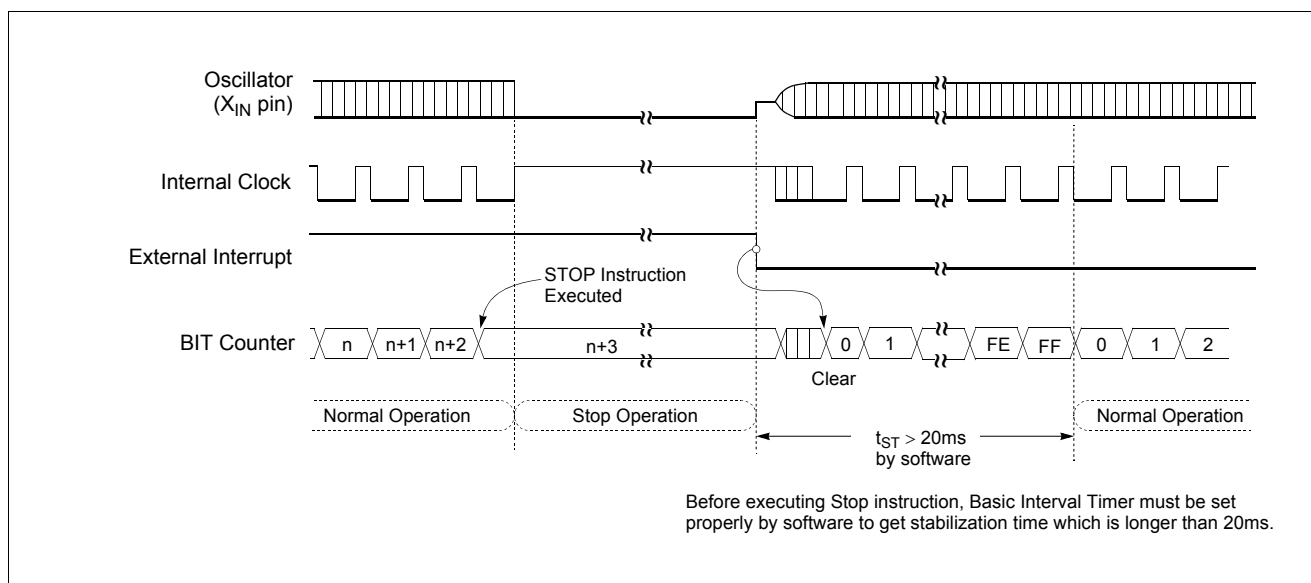 Oscillator
(XIN pin)
Internal Clock
External Interrupt
STOP Instruction
Executed
BIT Counter
n n+1 n+2 n+3 0 1 FE FF 0 1 2
Clear
Normal Operation Stop Operation Normal Operation
tST > 20ms
by software
Before executing Stop instruction, Basic Interval Timer must be set
properly by software to get stabilization time which is longer than 20ms.